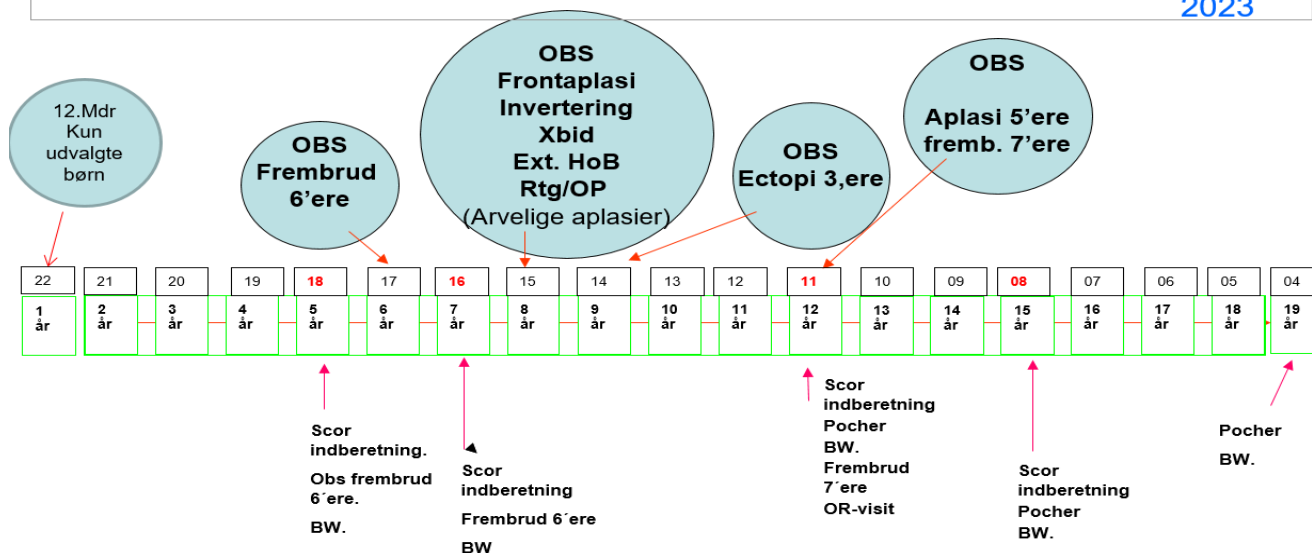 2023
12.Mdr
Kun
udvalgte
børn
OBS
Frembrud
6’ere
OBS
Frontaplasi
Invertering
Xbid
Ext. HoB
Rtg/OP
(Arvelige aplasier)
OBS
Ectopi 3,ere
OBS
Aplasi 5’ere
fremb. 7’ere
22 21 20 19 18 17 16 15 14 13 12 11 10 09 08 07 06 05 04
1 2 3 4 5 6 7 8 9 10 11 12 13 14 15 16 17 18 19
år år år år år år år år år år år år år år år år år år år
Scor
indberetning.
Obs frembrud
6´ere.
BW.
Scor
indberetning
Frembrud 6´ere
BW
Scor
indberetning
Pocher
BW.
Frembrud
7´ere
OR-visit
Scor
indberetning
Pocher
BW.
Pocher
BW.